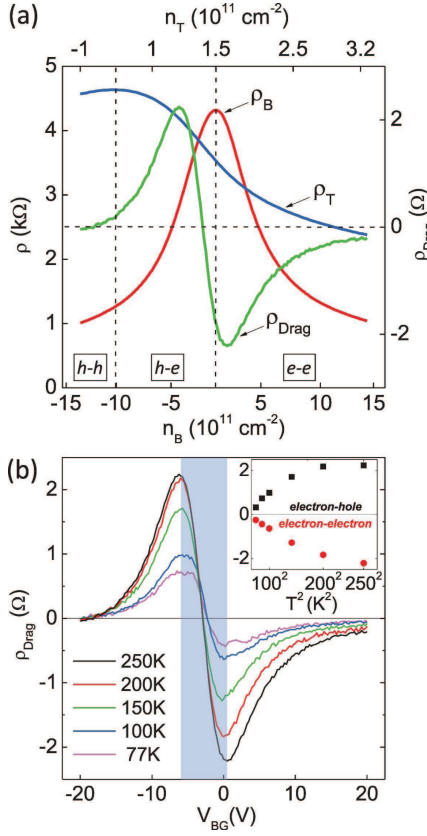 (a)
n_T (10^11 cm^-2)
-1 1 1.5 2.5 3.2
5
4
3
2
1
0
ρ (kΩ)
2
0
-2
ρ_Drag (Ω)
ρ_B
ρ_T
ρ_Drag
h-h h-e e-e
-15 -10 -5 5 10 15
n_B (10^11 cm^-2)
(b)
2
1
0
-1
-2
ρ_Drag (Ω)
2
0
-2
electron-hole
electron-electron
100^2 200^2 250^2
T^2 (K^2)
250K
200K
150K
100K
77K
-20 -10 0 10 20
V_BG (V)